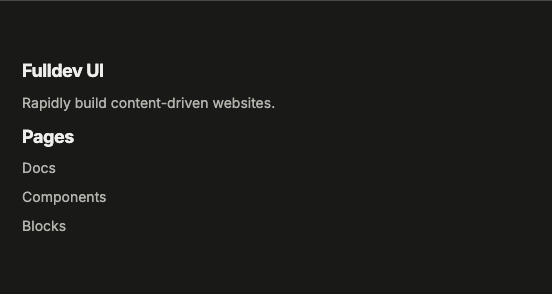 Fulldev UI
Rapidly build content-driven websites.
Pages
Docs
Components
Blocks